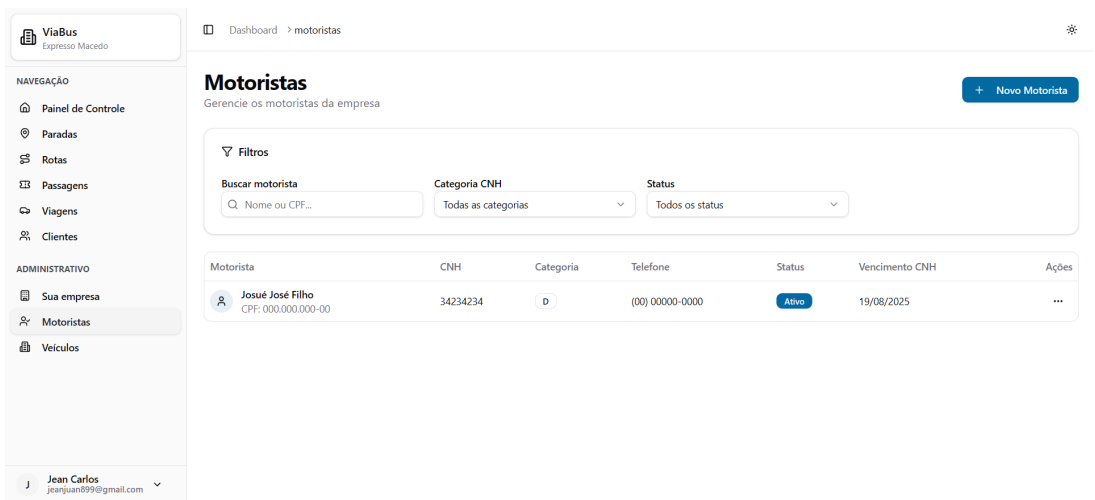 ViaBus
Expresso Macedo
NAVEGAÇÃO
Painel de Controle
Paradas
Rotas
Passagens
Viagens
Clientes
ADMINISTRATIVO
Sua empresa
Motoristas
Veículos
J
Jean Carlos
jeanjuan899@gmail.com
Dashboard > motoristas
Motoristas
Gerencie os motoristas da empresa
+ Novo Motorista
Filtros
Buscar motorista Categoria CNH Status
Nome ou CPF... Todas as categorias Todos os status
Motorista CNH Categoria Telefone Status Vencimento CNH Ações
Josué José Filho 34234234 D (00) 00000-0000 Ativo 19/08/2025 ...
CPF: 000.000.000-00